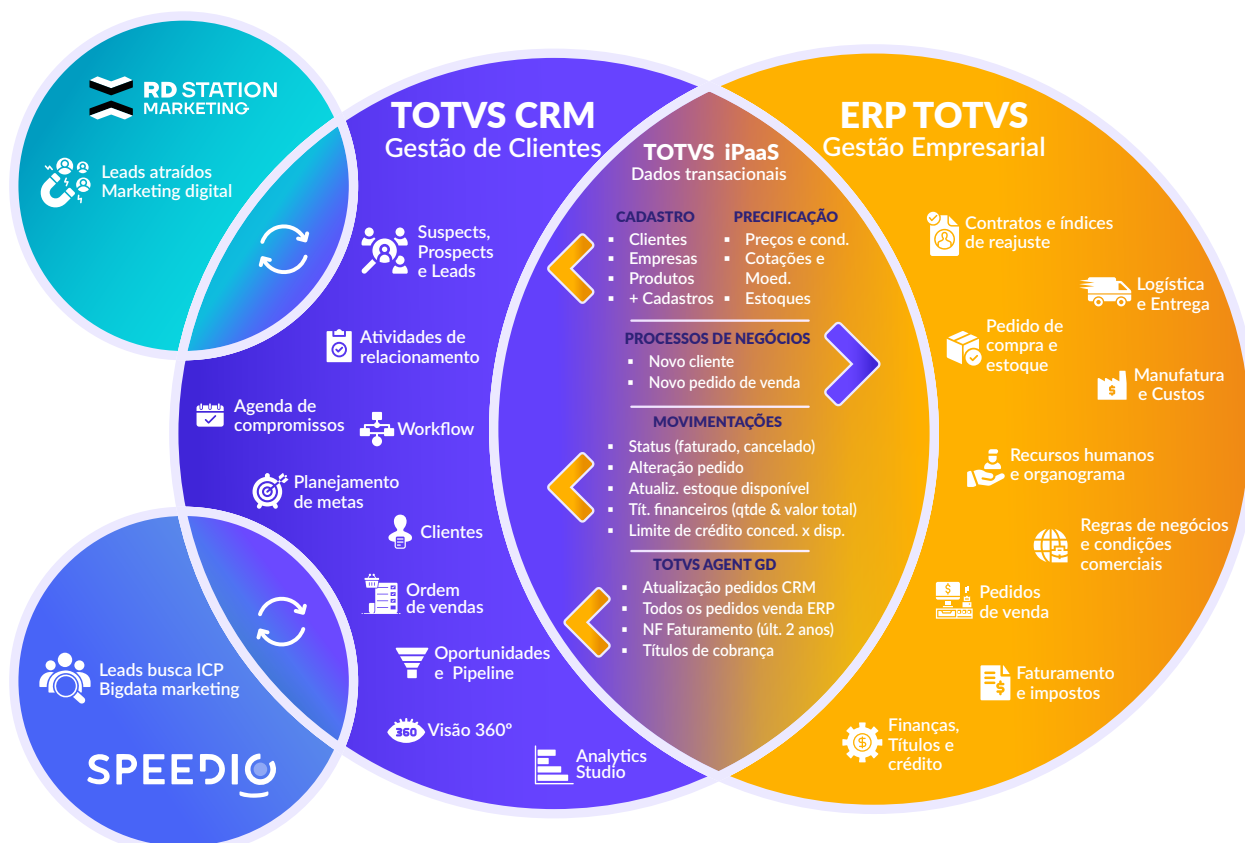 RD STATION
MARKETING
Leads atraídos
Marketing digital
TOTVS CRM
Gestão de Clientes
Suspects,
Prospects
e Leads
Atividades de
relacionamento
Agenda de
compromissos
Workflow
Planejamento
de metas
Clientes
Ordem
de vendas
Oportunidades
e Pipeline
360
Visão 360º
Analytics
Studio
Leads busca ICP
Bigdata marketing
SPEEDIO
TOTVS iPaaS
Dados transacionais
CADASTRO
▪ Clientes
▪ Empresas
▪ Produtos
▪ + Cadastros
PRECIFICAÇÃO
▪ Preços e cond.
▪ Cotações e
Moed.
▪ Estoques
PROCESSOS DE NEGÓCIOS
▪ Novo cliente
▪ Novo pedido de venda
MOVIMENTAÇÕES
▪ Status (faturado, cancelado)
▪ Alteração pedido
▪ Atualiz. estoque disponível
▪ Tít. financeiros (qtde & valor total)
▪ Limite de crédito conced. x disp.
TOTVS AGENT GD
▪ Atualização pedidos CRM
▪ Todos os pedidos venda ERP
▪ NF Faturamento (últ. 2 anos)
▪ Títulos de cobrança
ERP TOTVS
Gestão Empresarial
Contratos e índices
de reajuste
Logística
e Entrega
Pedido de
compra e
estoque
Manufatura
e Custos
Recursos humanos
e organograma
Regras de negócios
e condições
comerciais
Pedidos
de venda
Faturamento
e impostos
Finanças,
Títulos e
crédito